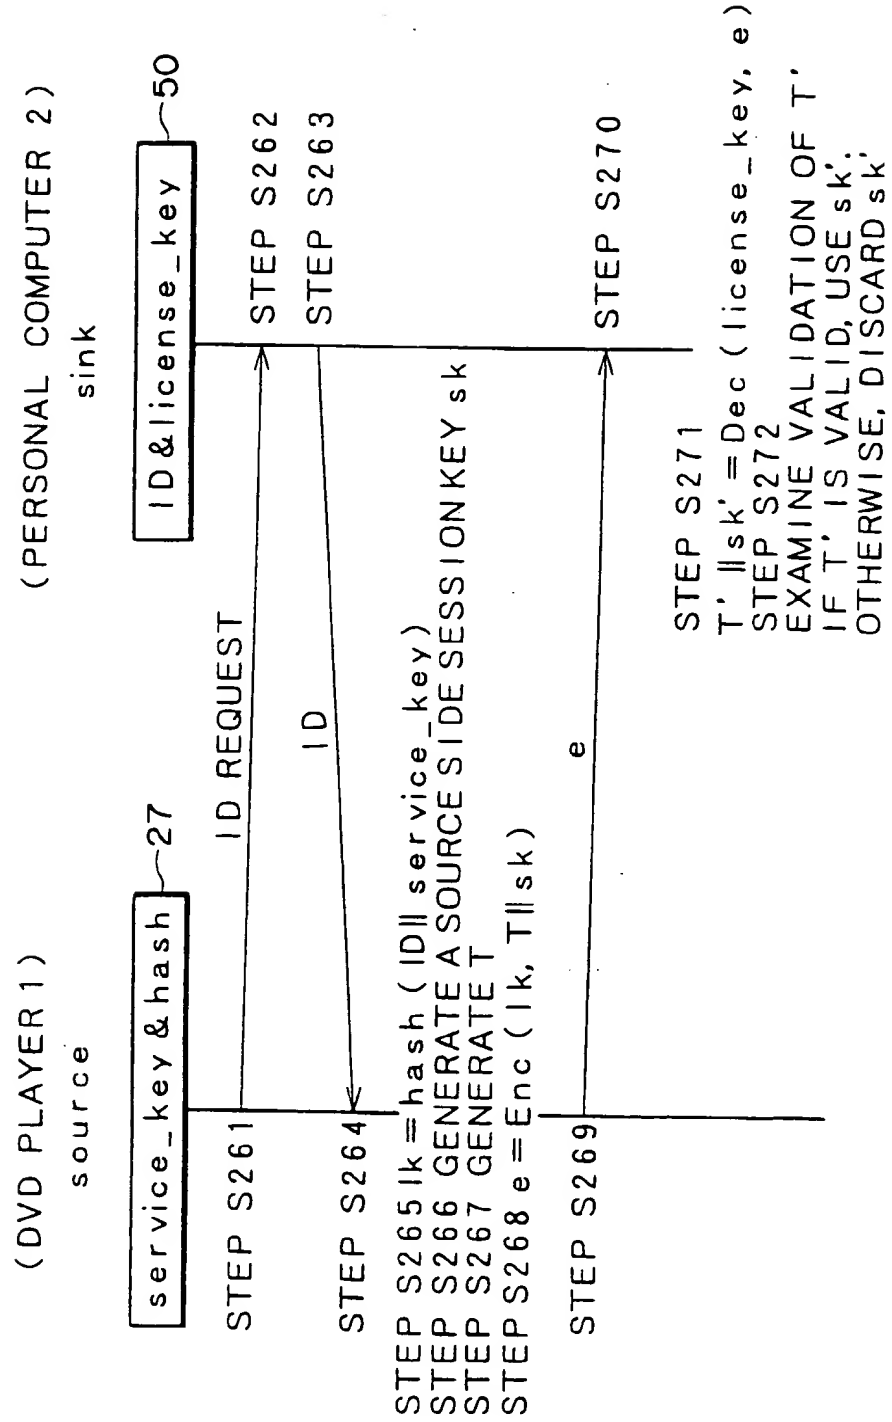 (DVD PLAYER 1)
source
(PERSONAL COMPUTER 2)
sink
service_key & hash
27
ID & license_key
50
STEP S261
ID REQUEST
STEP S262
STEP S263
ID
STEP S264
STEP S265 lk = hash ( ID || service_key)
STEP S266 GENERATE A SOURCE SIDE SESSION KEY sk
STEP S267 GENERATE T
STEP S268 e = Enc ( lk, T || sk)
STEP S269
e
STEP S270
STEP S271
T' || sk' = Dec ( license_key, e)
STEP S272
EXAMINE VALIDATION OF T'
IF T' IS VALID, USE sk';
OTHERWISE, DISCARD sk'